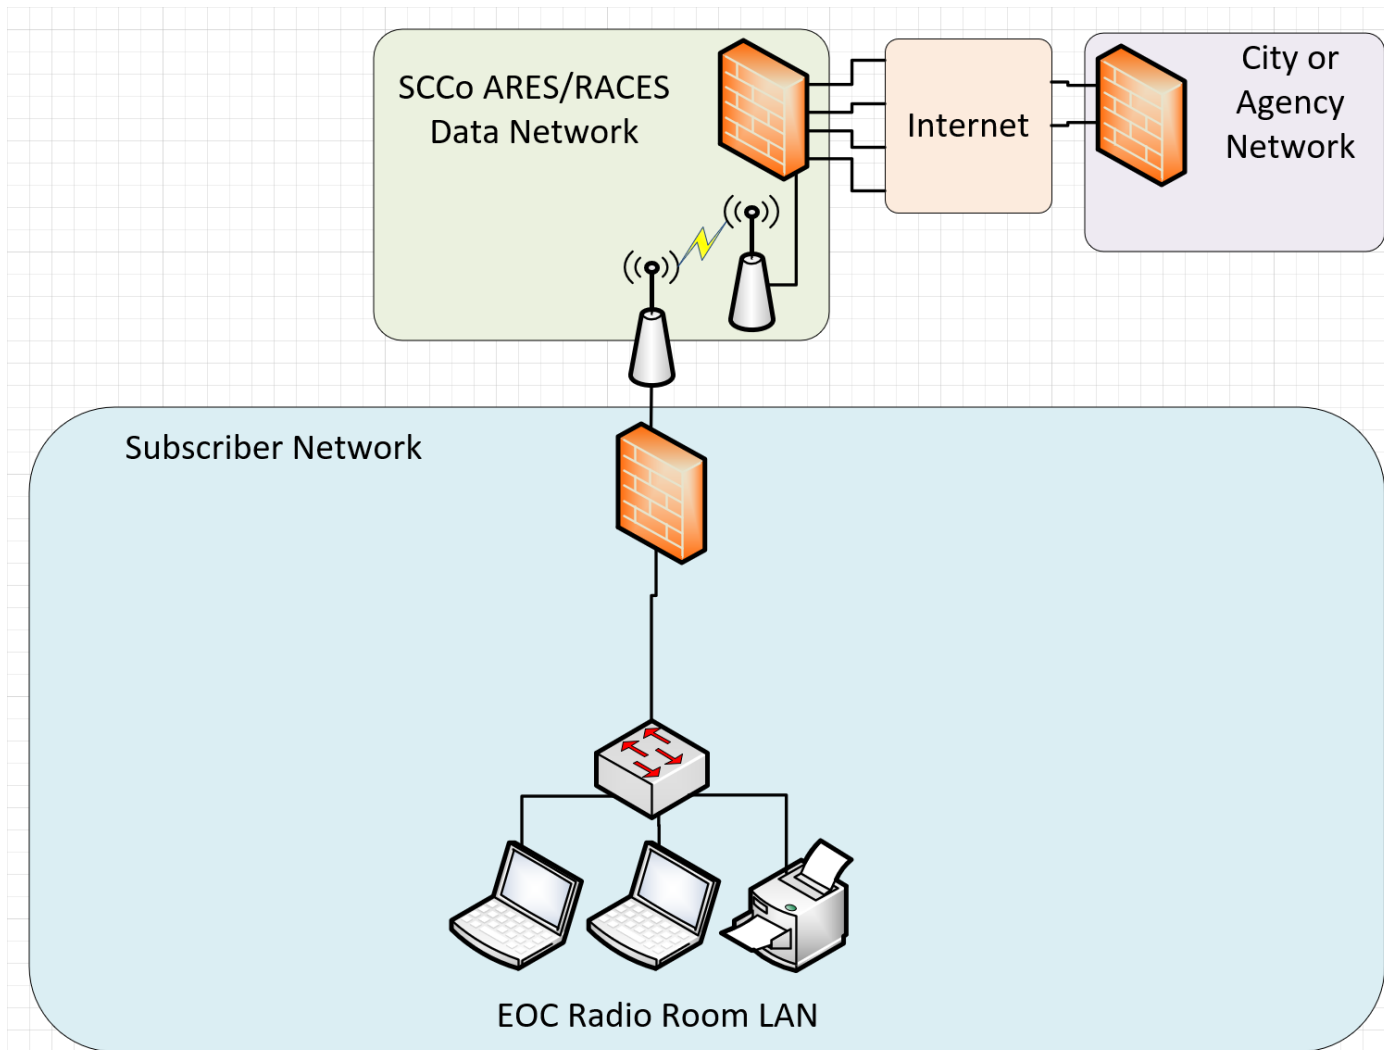 SCCo ARES/RACES
Data Network
Internet
City or
Agency
Network
Subscriber Network
EOC Radio Room LAN